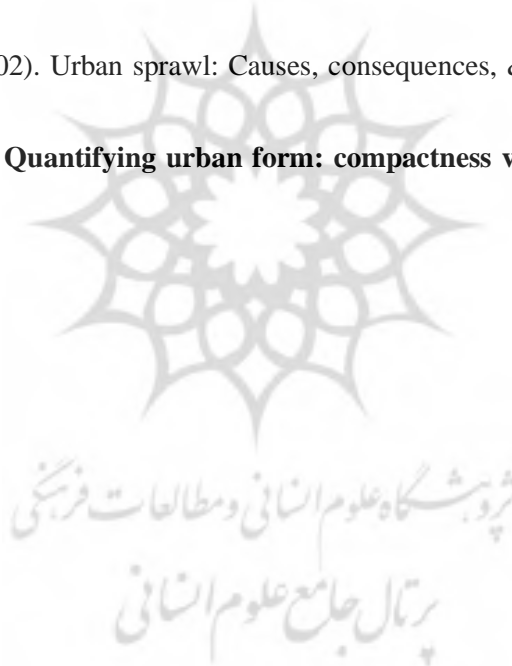 02). Urban sprawl: Causes, consequences, &
Quantifying urban form: compactness v
پژوهشگاه علوم انسانی و مطالعات فرهنگی
پرتال جامع علوم انسانی